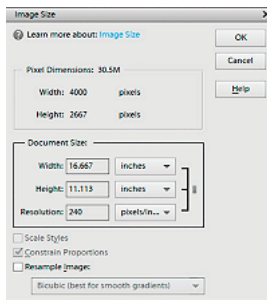 Image Size
Learn more about: Image Size
OK
Cancel
Help
Pixel Dimensions: 30.5M
Width: 4000 pixels
Height: 2667 pixels
Document Size:
Width: 16.667 inches
Height: 11.113 inches
Resolution: 240 pixels/in...
Scale Styles
Constrain Proportions
Resample Image:
Bicubic (best for smooth gradients)